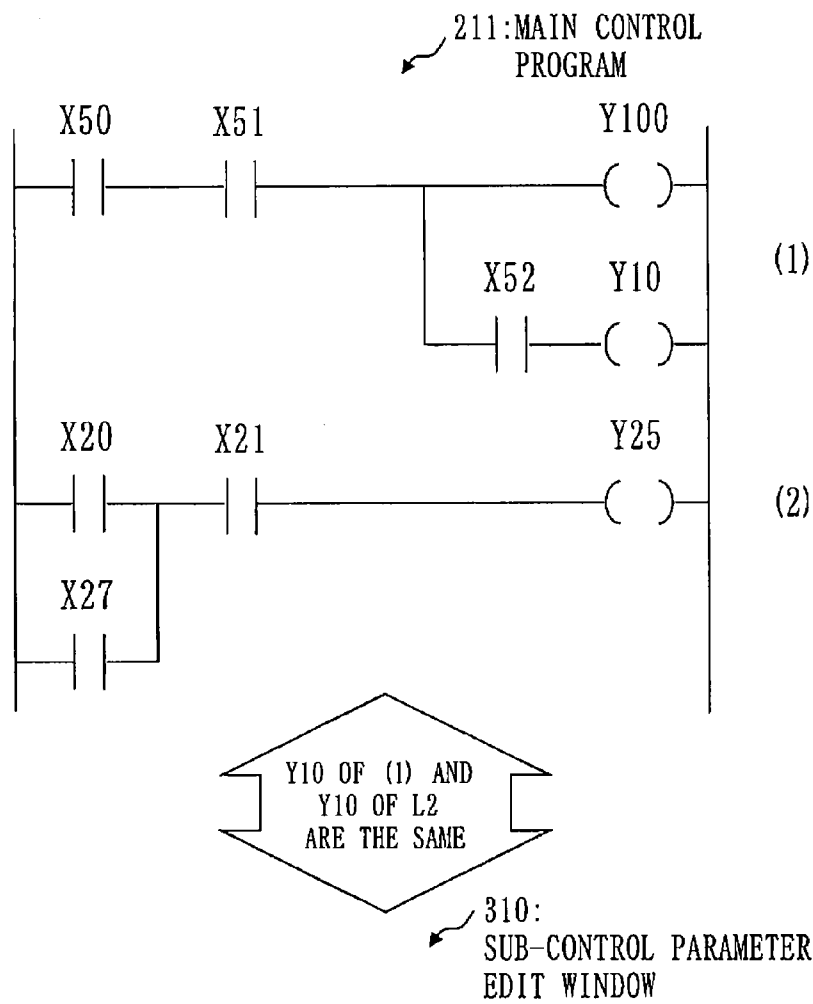 211:MAIN CONTROL
PROGRAM
X50 X51 Y100
(1)
X52 Y10
X20 X21 Y25
(2)
X27
Y10 OF (1) AND
Y10 OF L2
ARE THE SAME
310:
SUB-CONTROL PARAMETER
EDIT WINDOW